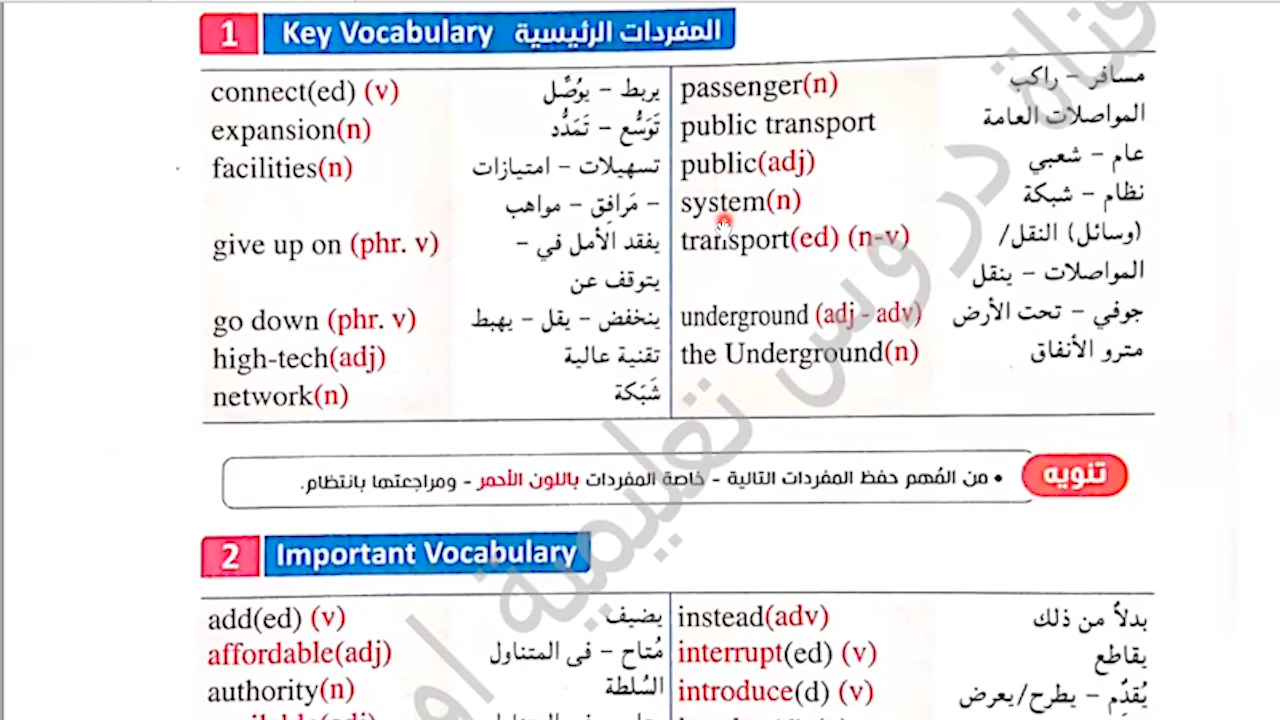 1 Key Vocabulary المفردات الرئيسية
connect(ed) (v) يربط – يوُصَّل
expansion(n) تَوَسُّع – تَمَدُّد
facilities(n) تسهيلات – امتيازات
– مَرافِق – مواهب
give up on (phr. v) يفقد الأمل في –
يتوقف عن
go down (phr. v) ينخفض – يقل – يهبط
high-tech(adj) تقنية عالية
network(n) شَبَكة
passenger(n) مسافر – راكب
public transport المواصلات العامة
public(adj) عام – شعبي
system(n) نظام – شبكة
transport(ed) (n-v) (وسائل) النقل/
المواصلات – ينقل
underground (adj - adv) جوفي – تحت الأرض
the Underground(n) مترو الأنفاق
تنويه
• من المُهم حفظ المفردات التالية – خاصة المفردات باللون الأحمر – ومراجعتها بانتظام.
2 Important Vocabulary
add(ed) (v) يضيف
affordable(adj) مُتاح – فى المتناول
authority(n) السُلطة
instead(adv) بدلاً من ذلك
interrupt(ed) (v) يقاطع
introduce(d) (v) يُقدِّم – يطرح/يعرض
قناة دروس تعليمية